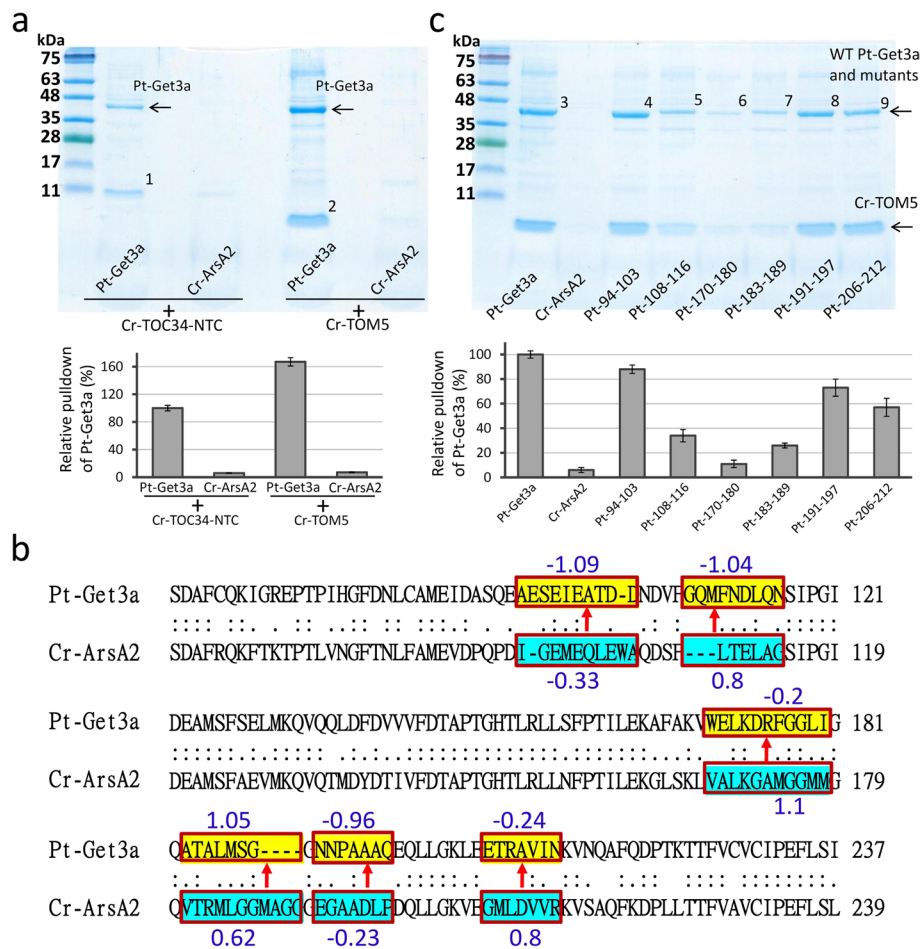 a
kDa
75
63
48
35
28
17
11
Pt-Get3a
1
Pt-Get3a
2
Pt-Get3a
Cr-ArsA2
Pt-Get3a
Cr-ArsA2
+
Cr-TOC34-NTC
+
Cr-TOM5
Relative pulldown
of Pt-Get3a (%)
160
120
80
40
0
Pt-Get3a Cr-ArsA2 Pt-Get3a Cr-ArsA2
+
Cr-TOC34-NTC
+
Cr-TOM5
c
kDa
75
63
48
35
28
17
11
WT Pt-Get3a
and mutants
3 4 5 6 7 8 9
Cr-TOM5
Pt-Get3a
Cr-ArsA2
Pt-94-103
Pt-108-116
Pt-170-180
Pt-183-189
Pt-191-197
Pt-206-212
Relative pulldown
of Pt-Get3a (%)
100
80
60
40
20
0
Pt-Get3a
Cr-ArsA2
Pt-94-103
Pt-108-116
Pt-170-180
Pt-183-189
Pt-191-197
Pt-206-212
b
-1.09 -1.04
Pt-Get3a SDAFCQKIGREPTPIHGFDNLCAMEIDASQEAESEIEATD-LNDVFGQMFNDLQNSIPGI 121
Cr-ArsA2 SDAFRQKFTKTPTLVNGFTNLFAMEVDPQPDI-GEMEQLEWAQDSF---LTELAGSIPGI 119
-0.33 0.8
-0.2
Pt-Get3a DEAMSFSELMKQVQQLDFDVVVFDTAPTGHTLRLLSFPTILEKAFAKVWELKDRFGGLIG 181
Cr-ArsA2 DEAMSFAEVMKQVQTMDYDTIVFDTAPTGHTLRLLNFPTILEKGLSKLVALKGAMGGMMG 179
1.1
1.05 -0.96 -0.24
Pt-Get3a QATALMSG----GNNPAAAQEQLLGKLEETRAVINKVNQAFQDPTKTTFVCVCIPEFLSI 237
Cr-ArsA2 QVTRMLGGMAGGGEGAADLPDQLLGKVEGMLDVVRKVSAQFKDPLLTTFVAVCIPEFLSL 239
0.62 -0.23 0.8